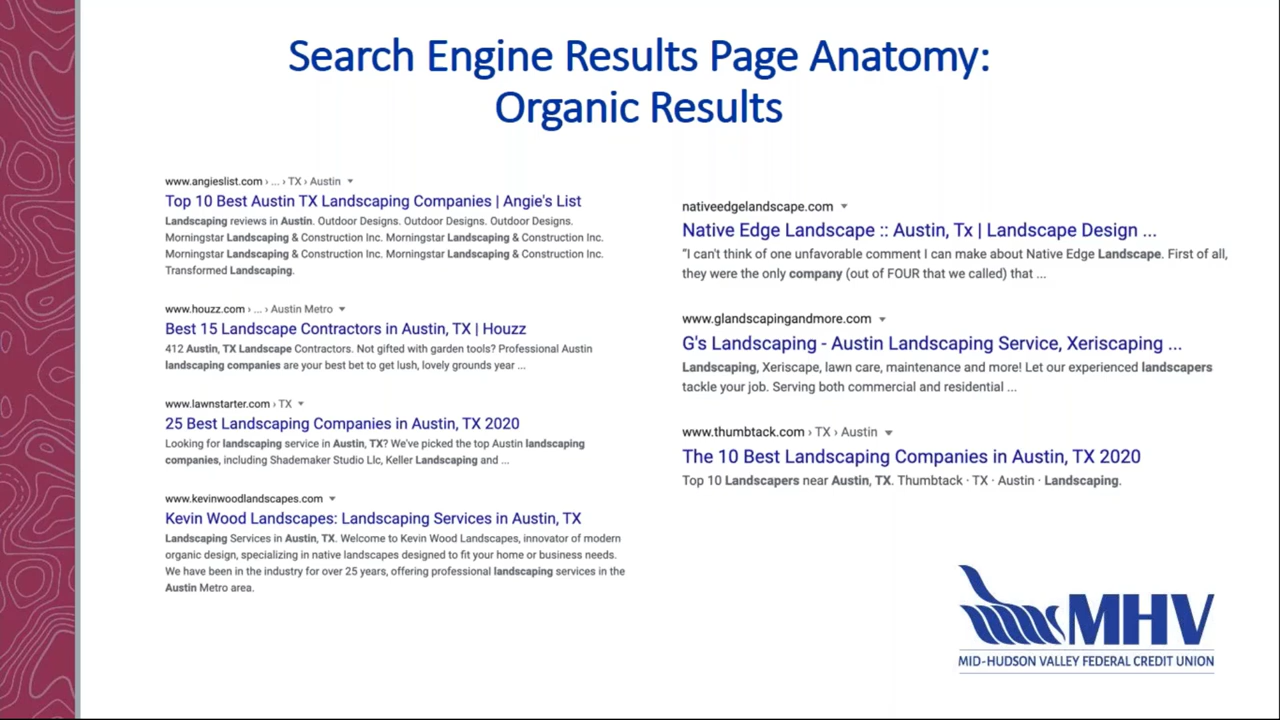 Search Engine Results Page Anatomy:
Organic Results
www.angieslist.com › ... › TX › Austin
Top 10 Best Austin TX Landscaping Companies | Angie's List
Landscaping reviews in Austin. Outdoor Designs. Outdoor Designs. Outdoor Designs.
Morningstar Landscaping & Construction Inc. Morningstar Landscaping & Construction Inc.
Morningstar Landscaping & Construction Inc. Morningstar Landscaping & Construction Inc.
Transformed Landscaping.
www.houzz.com › ... › Austin Metro
Best 15 Landscape Contractors in Austin, TX | Houzz
412 Austin, TX Landscape Contractors. Not gifted with garden tools? Professional Austin
landscaping companies are your best bet to get lush, lovely grounds year ...
www.lawnstarter.com › TX
25 Best Landscaping Companies in Austin, TX 2020
Looking for landscaping service in Austin, TX? We've picked the top Austin landscaping
companies, including Shademaker Studio Llc, Keller Landscaping and ...
www.kevinwoodlandscapes.com
Kevin Wood Landscapes: Landscaping Services in Austin, TX
Landscaping Services in Austin, TX. Welcome to Kevin Wood Landscapes, innovator of modern
organic design, specializing in native landscapes designed to fit your home or business needs.
We have been in the industry for over 25 years, offering professional landscaping services in the
Austin Metro area.
nativeedgelandscape.com
Native Edge Landscape :: Austin, Tx | Landscape Design ...
“I can't think of one unfavorable comment I can make about Native Edge Landscape. First of all,
they were the only company (out of FOUR that we called) that ...
www.glandscapingandmore.com
G's Landscaping - Austin Landscaping Service, Xeriscaping ...
Landscaping, Xeriscape, lawn care, maintenance and more! Let our experienced landscapers
tackle your job. Serving both commercial and residential ...
www.thumbtack.com › TX › Austin
The 10 Best Landscaping Companies in Austin, TX 2020
Top 10 Landscapers near Austin, TX. Thumbtack · TX · Austin · Landscaping.
MHV
MID-HUDSON VALLEY FEDERAL CREDIT UNION